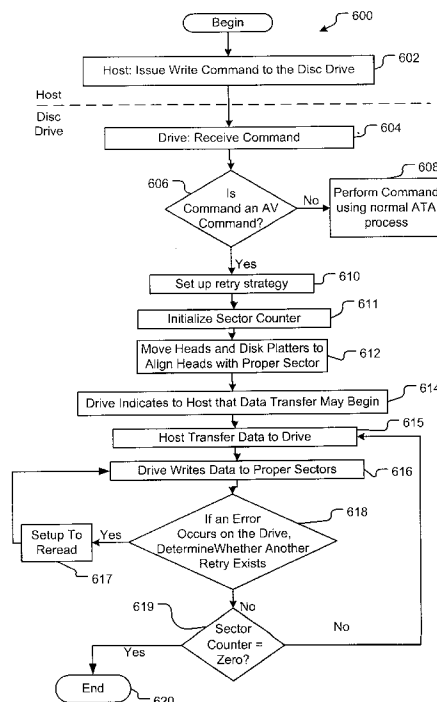 Begin
600
Host: Issue Write Command to the Disc Drive
602
Host
Disc
Drive
Drive: Receive Command
604
606
Is
Command an AV
Command?
No
608
Perform Command
using normal ATA
process
Yes
Set up retry strategy
610
Initialize Sector Counter
611
Move Heads and Disk Platters to
Align Heads with Proper Sector
612
Drive Indicates to Host that Data Transfer May Begin
614
Host Transfer Data to Drive
615
Drive Writes Data to Proper Sectors
616
If an Error
Occurs on the Drive,
DetermineWhether Another
Retry Exists
618
Yes
Setup To
Reread
617
No
619
Sector
Counter =
Zero?
No
Yes
End
620